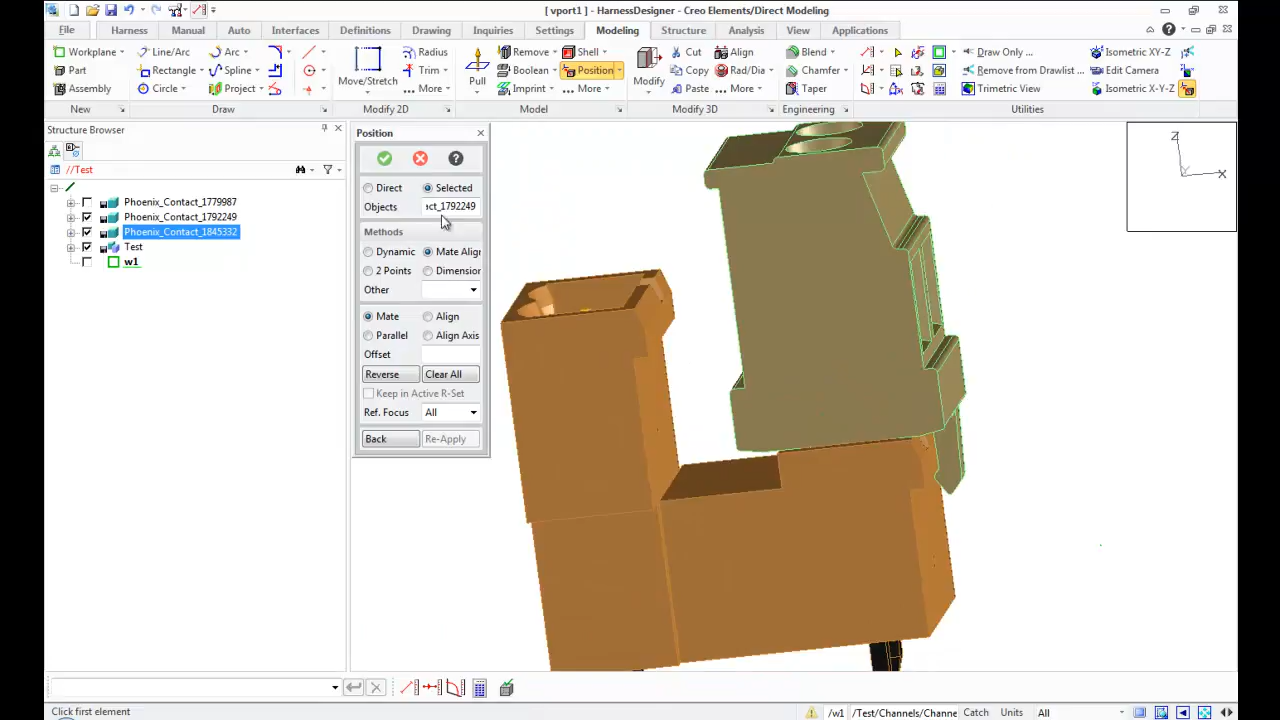 [ vport1 ] - HarnessDesigner - Creo Elements/Direct Modeling
File Harness Manual Auto Interfaces Definitions Drawing Inquiries Settings Modeling Structure Analysis View Applications
Workplane Line/Arc Arc Radius Remove Shell Cut Align Blend Draw Only ... Isometric XY-Z
Part Rectangle Spline Trim Boolean Position Copy Rad/Dia Chamfer Remove from Drawlist ... Edit Camera
Assembly Circle Project Move/Stretch More Pull Imprint More Modify Paste More Taper Trimetric View Isometric X-Y-Z
New Draw Modify 2D Model Modify 3D Engineering Utilities
Structure Browser
//Test
Phoenix_Contact_1779987
Phoenix_Contact_1792249
Phoenix_Contact_1845332
Test
w1
Position
Direct Selected
Objects ıct_1792249
Methods
Dynamic Mate Align
2 Points Dimension
Other
Mate Align
Parallel Align Axis
Offset
Reverse Clear All
Keep in Active R-Set
Ref. Focus All
Back Re-Apply
Z
X
Click first element
/w1 /Test/Channels/Channe Catch Units All